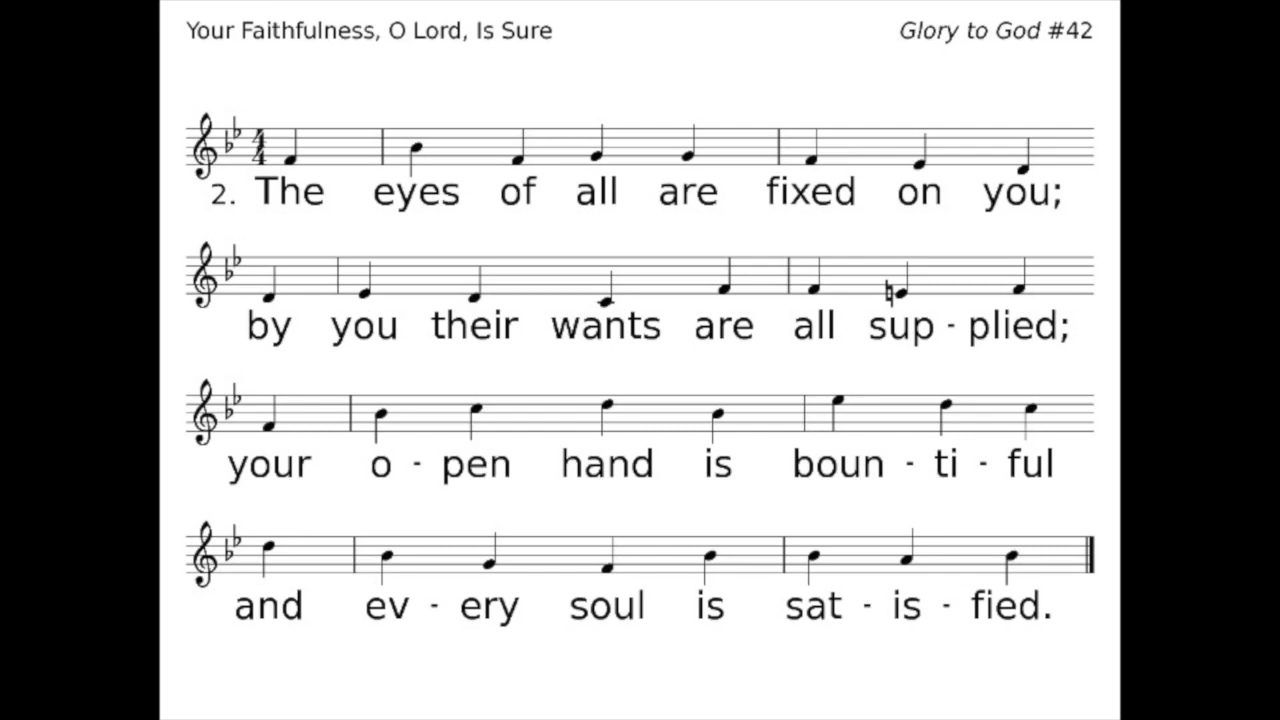 Your Faithfulness, O Lord, Is Sure
Glory to God #42
4
4
2. The eyes of all are fixed on you;
by you their wants are all sup - plied;
your o - pen hand is boun - ti - ful
and ev - ery soul is sat - is - fied.